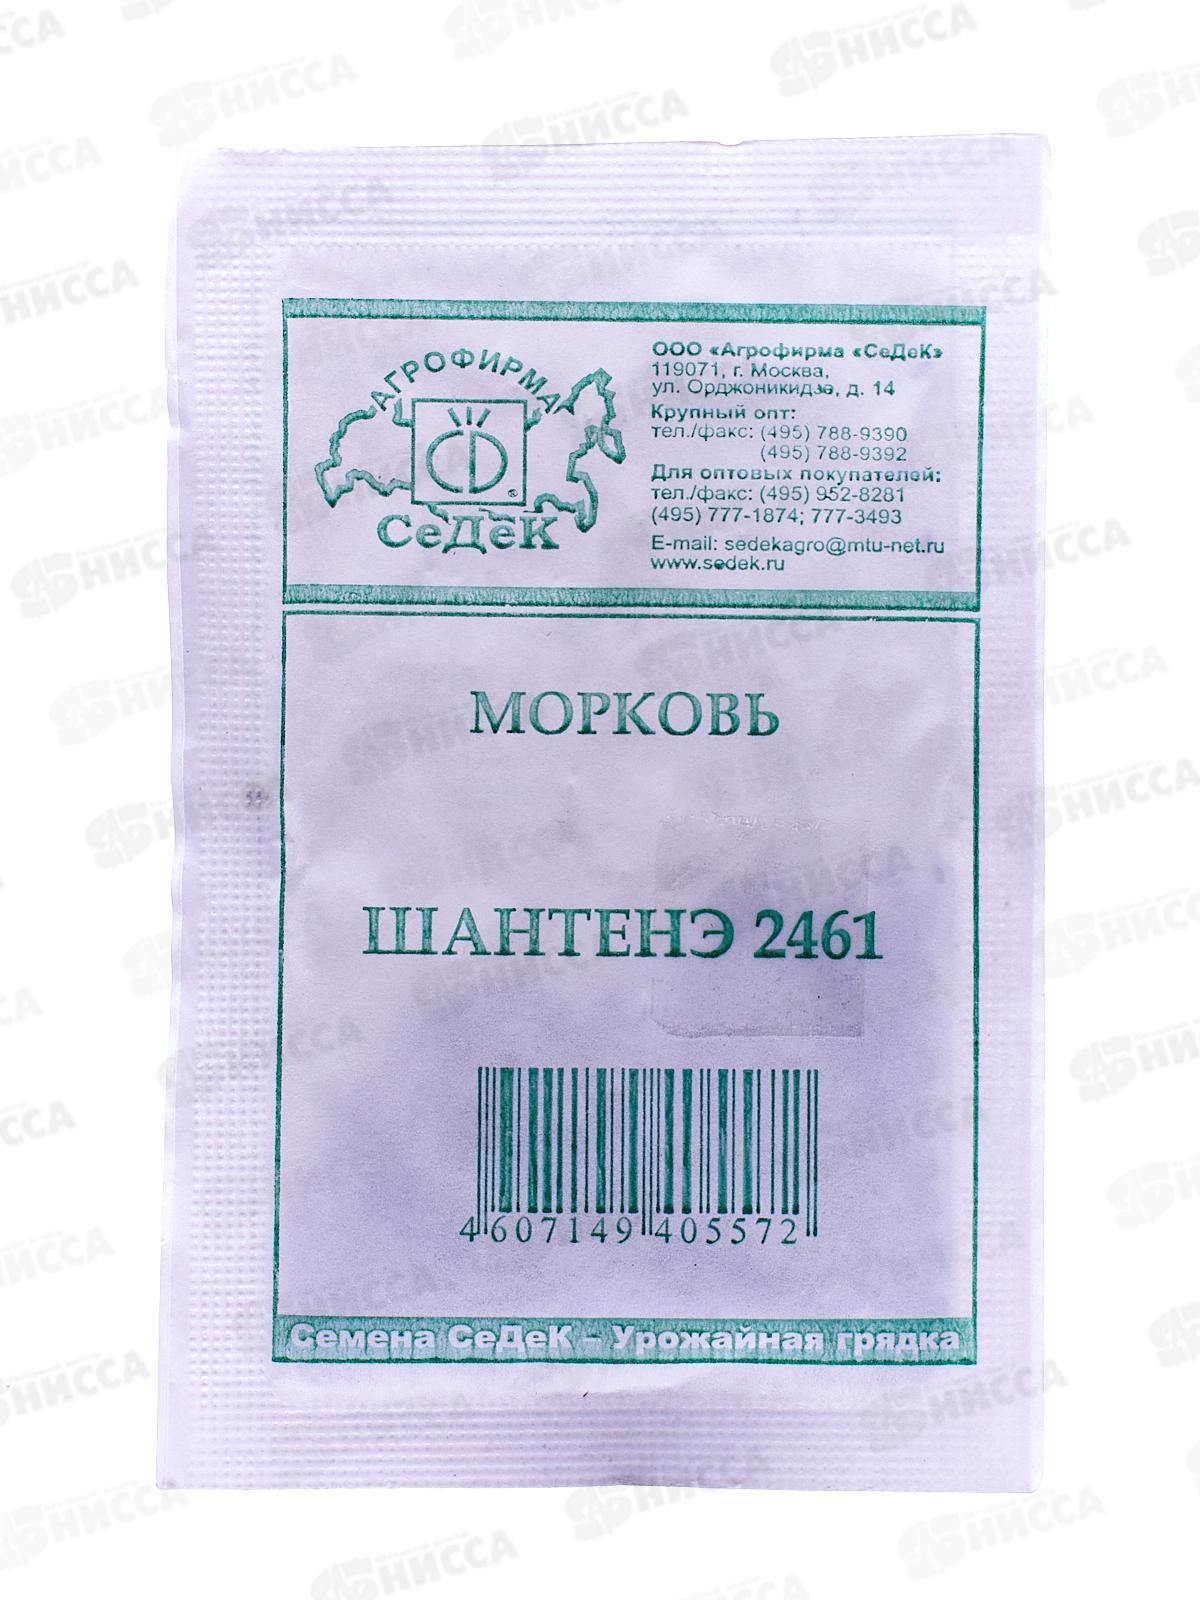 АГРОФИРМА
СД
®
СеДеК
ООО «Агрофирма «СеДеК»
119071, г. Москва,
ул. Орджоникидзе, д. 14
Крупный опт:
тел./факс: (495) 788-9390
(495) 788-9392
Для оптовых покупателей:
тел./факс: (495) 952-8281
(495) 777-1874; 777-3493
E-mail: sedekagro@mtu-net.ru
www.sedek.ru
МОРКОВЬ
ШАНТЕНЭ 2461
4 607149 405572
Семена СеДеК – Урожайная грядка
НИССА